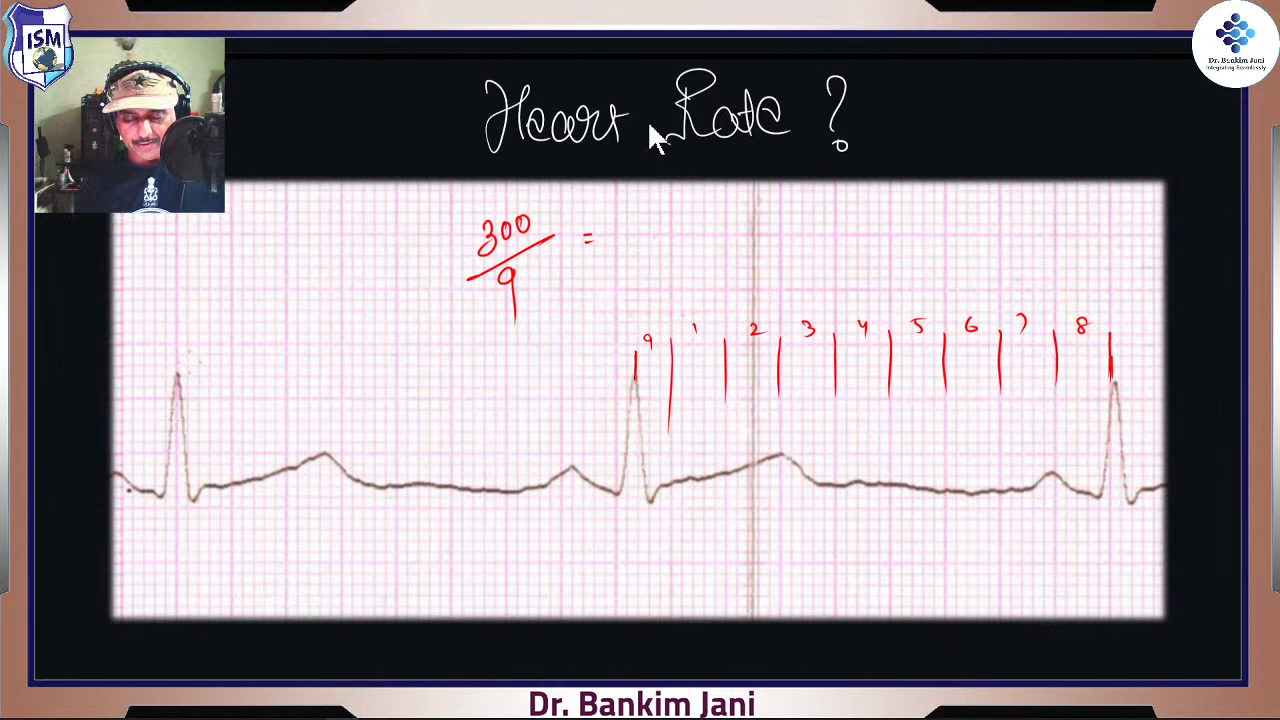 ISM
Dr. Bankim Jani
Integrating Seamlessly
Heart Rate ?
300
=
9
9 1 2 3 4 5 6 7 8
Dr. Bankim Jani